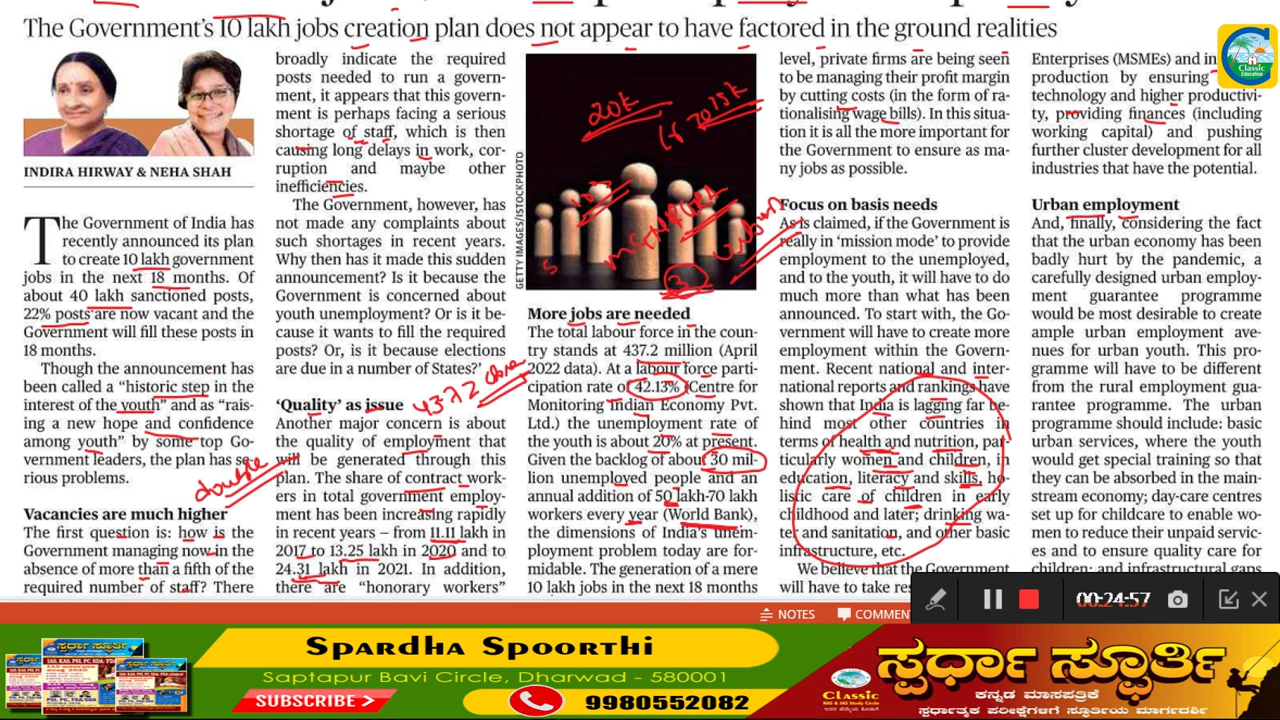 The Government's 10 lakh jobs creation plan does not appear to have factored in the ground realities
INDIRA HIRWAY & NEHA SHAH
The Government of India has
recently announced its plan
to create 10 lakh government
jobs in the next 18 months. Of
about 40 lakh sanctioned posts,
22% posts are now vacant and the
Government will fill these posts in
18 months.
Though the announcement has
been called a "historic step in the
interest of the youth" and as "rais-
ing a new hope and confidence
among youth" by some top Go-
vernment leaders, the plan has se-
rious problems.
Vacancies are much higher
The first question is: how is the
Government managing now in the
absence of more than a fifth of the
required number of staff? There
broadly indicate the required
posts needed to run a govern-
ment, it appears that this govern-
ment is perhaps facing a serious
shortage of staff, which is then
causing long delays in work, cor-
ruption and maybe other
inefficiencies.
The Government, however, has
not made any complaints about
such shortages in recent years.
Why then has it made this sudden
announcement? Is it because the
Government is concerned about
youth unemployment? Or is it be-
cause it wants to fill the required
posts? Or, is it because elections
are due in a number of States?
'Quality' as issue
Another major concern is about
the quality of employment that
will be generated through this
plan. The share of contract work-
ers in total government employ-
ment has been increasing rapidly
in recent years – from 11.11 lakh in
2017 to 13.25 lakh in 2020 and to
24.31 lakh in 2021. In addition,
there are "honorary workers"
double
20k
15k
urban
3
GETTY IMAGES/ISTOCKPHOTO
More jobs are needed
The total labour force in the coun-
try stands at 437.2 million (April
2022 data). At a labour force parti-
cipation rate of 42.13% (Centre for
Monitoring Indian Economy Pvt.
Ltd.) the unemployment rate of
the youth is about 20% at present.
Given the backlog of about 30 mil-
lion unemployed people and an
annual addition of 50 lakh-70 lakh
workers every year (World Bank),
the dimensions of India's unem-
ployment problem today are for-
midable. The generation of a mere
10 lakh jobs in the next 18 months
level, private firms are being seen
to be managing their profit margin
by cutting costs (in the form of ra-
tionalising wage bills). In this situa-
tion it is all the more important for
the Government to ensure as ma-
ny jobs as possible.
Focus on basis needs
As is claimed, if the Government is
really in 'mission mode' to provide
employment to the unemployed,
and to the youth, it will have to do
much more than what has been
announced. To start with, the Go-
vernment will have to create more
employment within the Govern-
ment. Recent national and inter-
national reports and rankings have
shown that India is lagging far be-
hind most other countries in
terms of health and nutrition, par-
ticularly women and children, in
education, literacy and skills, ho-
listic care of children in early
childhood and later; drinking wa-
ter and sanitation, and other basic
infrastructure, etc.
We believe that the Government
will have to take res
Enterprises (MSMEs) and in
production by ensuring
technology and higher productivi-
ty, providing finances (including
working capital) and pushing
further cluster development for all
industries that have the potential.
Urban employment
And, finally, considering the fact
that the urban economy has been
badly hurt by the pandemic, a
carefully designed urban employ-
ment guarantee programme
would be most desirable to create
ample urban employment ave-
nues for urban youth. This pro-
gramme will have to be different
from the rural employment gua-
rantee programme. The urban
programme should include: basic
urban services, where the youth
would get special training so that
they can be absorbed in the main-
stream economy; day-care centres
set up for childcare to enable wo-
men to reduce their unpaid servic-
es and to ensure quality care for
children; and infrastructural gaps
Classic
Education
NOTES
COMMEN
00:24:57
SPARDHA SPOORTHI
Saptapur Bavi Circle, Dharwad - 580001
SUBSCRIBE
9980552082
Classic
IAS & KAS Study Circle
ಸ್ಪರ್ಧಾ ಸ್ಫೂರ್ತಿ
ಕನ್ನಡ ಮಾಸಪತ್ರಿಕೆ
ಸ್ಪರ್ಧಾತ್ಮಕ ಪರೀಕ್ಷೆಗಳಿಗೆ ಸ್ಫೂರ್ತಿಯ ಮಾರ್ಗದರ್ಶಿ